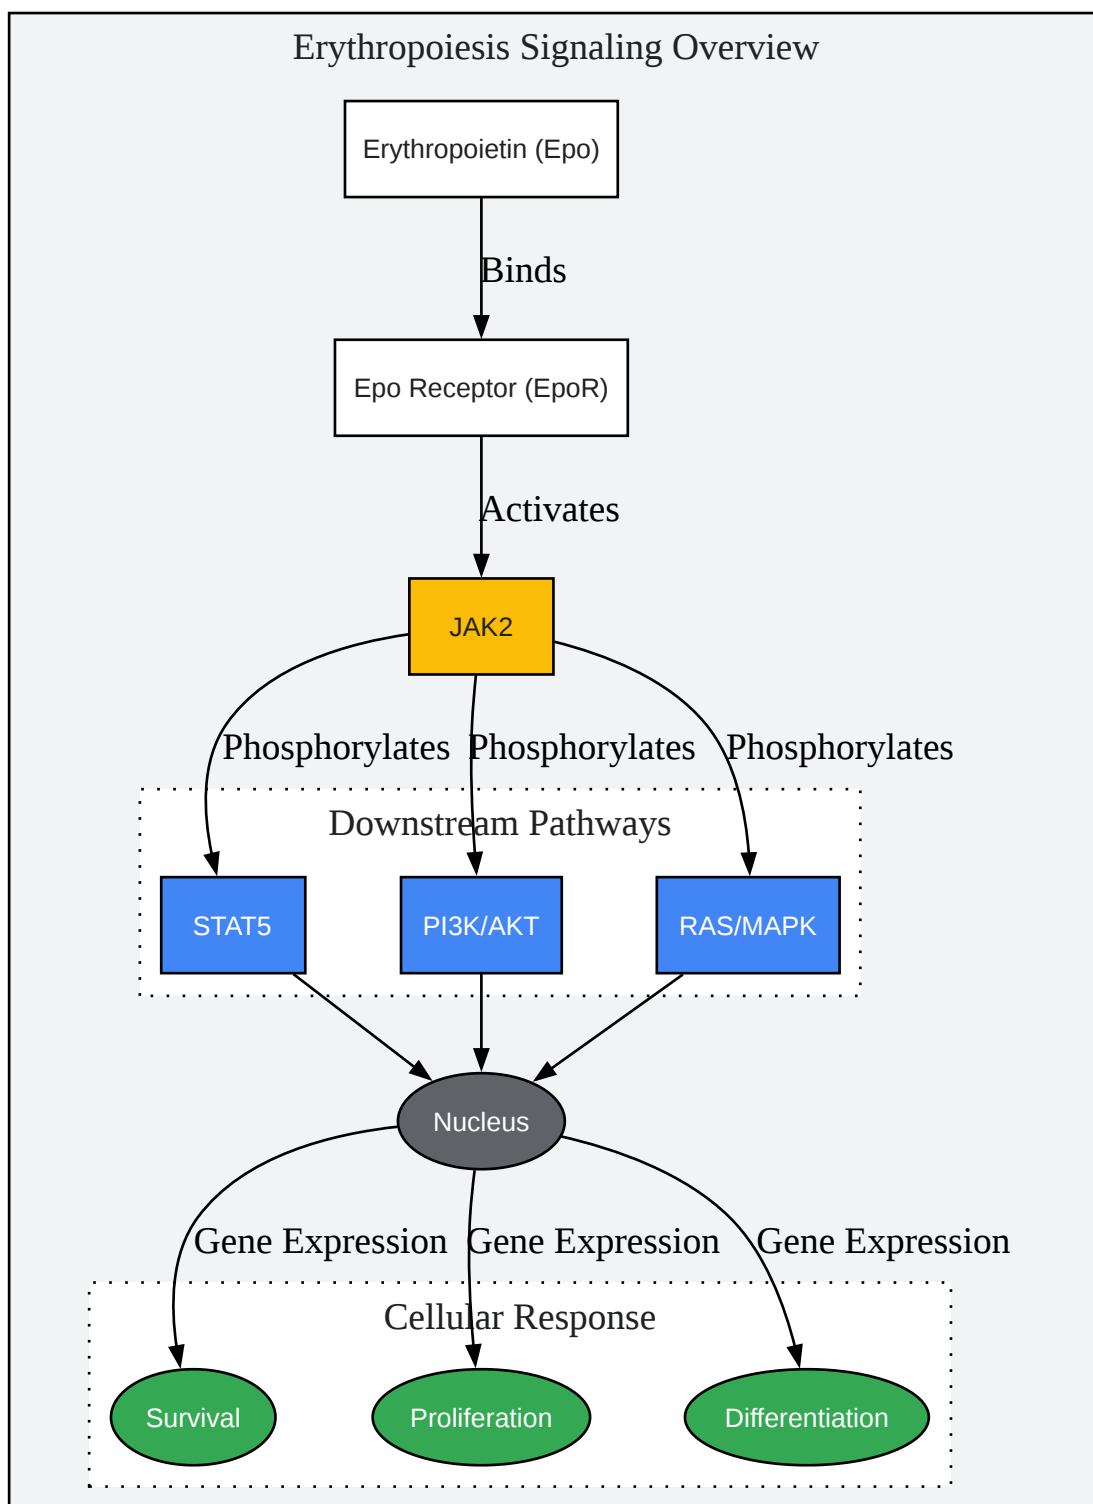 Erythropoiesis Signaling Overview
Erythropoietin (Epo)
Binds
Epo Receptor (EpoR)
Activates
JAK2
Phosphorylates Phosphorylates Phosphorylates
Downstream Pathways
STAT5 PI3K/AKT RAS/MAPK
Nucleus
Gene Expression Gene Expression Gene Expression
Cellular Response
Survival Proliferation Differentiation